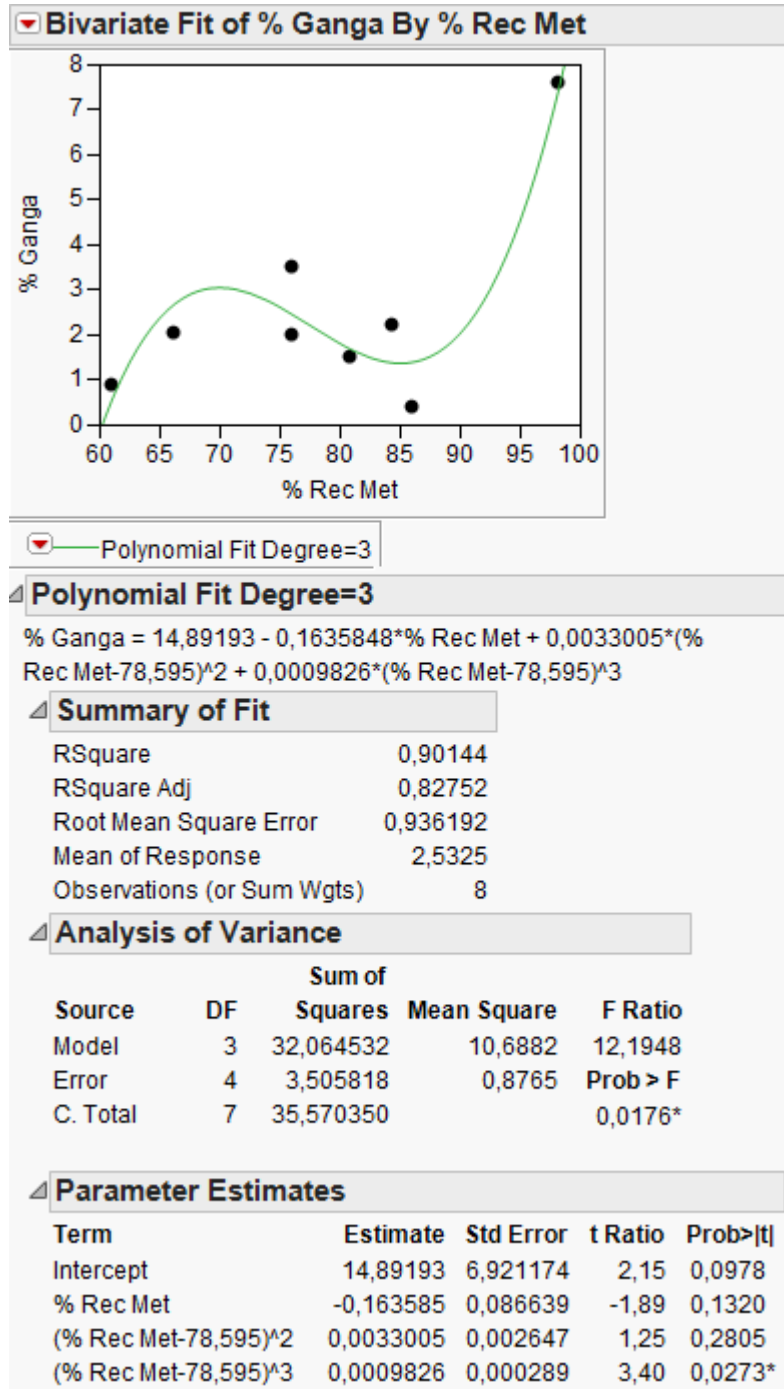 Bivariate Fit of % Ganga By % Rec Met
8
7
6
5
4
3
2
1
0
% Ganga
60 65 70 75 80 85 90 95 100
% Rec Met
Polynomial Fit Degree=3
Polynomial Fit Degree=3
% Ganga = 14,89193 - 0,1635848*% Rec Met + 0,0033005*(%
Rec Met-78,595)^2 + 0,0009826*(% Rec Met-78,595)^3
Summary of Fit
RSquare 0,90144
RSquare Adj 0,82752
Root Mean Square Error 0,936192
Mean of Response 2,5325
Observations (or Sum Wgts) 8
Analysis of Variance
Sum of
Source DF Squares Mean Square F Ratio
Model 3 32,064532 10,6882 12,1948
Error 4 3,505818 0,8765 Prob > F
C. Total 7 35,570350 0,0176*
Parameter Estimates
Term Estimate Std Error t Ratio Prob>|t|
Intercept 14,89193 6,921174 2,15 0,0978
% Rec Met -0,163585 0,086639 -1,89 0,1320
(% Rec Met-78,595)^2 0,0033005 0,002647 1,25 0,2805
(% Rec Met-78,595)^3 0,0009826 0,000289 3,40 0,0273*